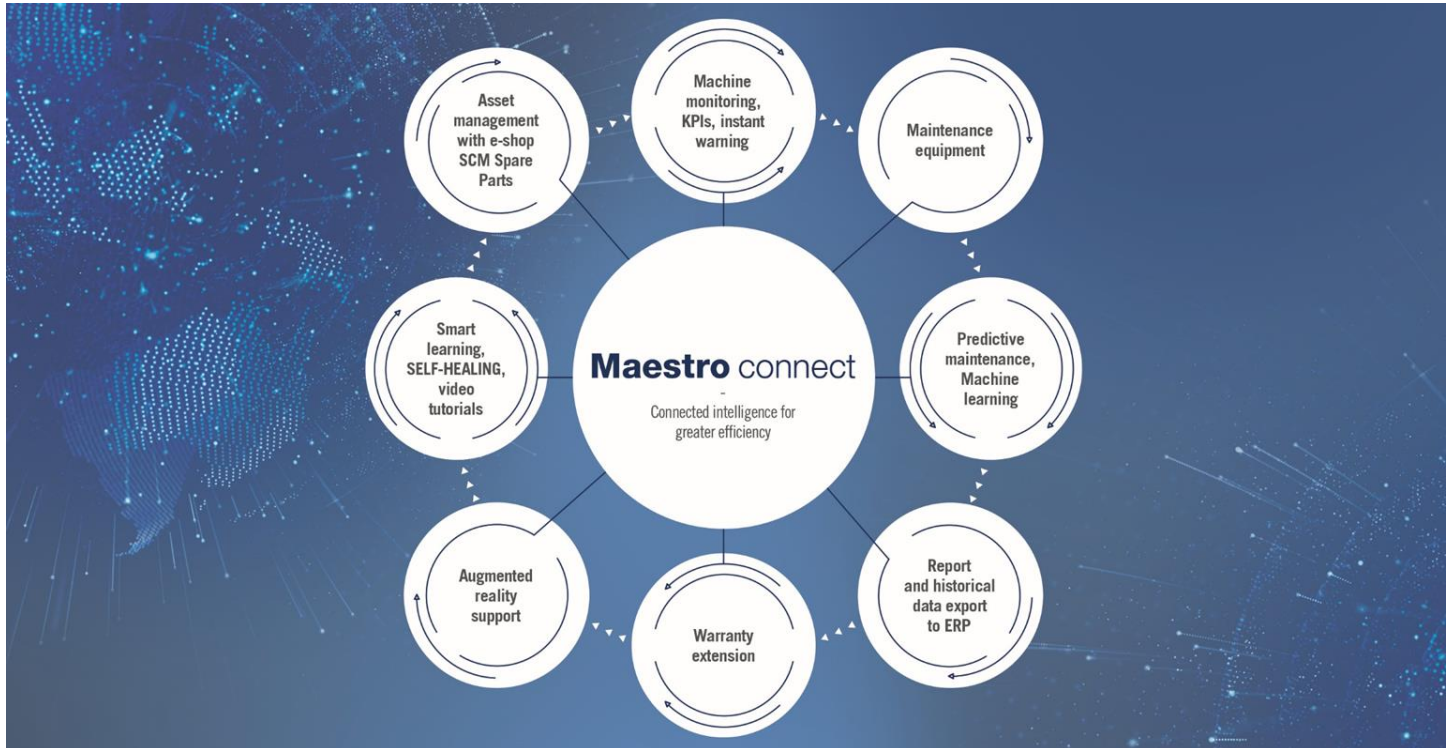 Machine
monitoring,
KPIs, instant
warning
Maintenance
equipment
Predictive
maintenance,
Machine
learning
Report
and historical
data export
to ERP
Warranty
extension
Augmented
reality
support
Smart
learning,
SELF-HEALING,
video
tutorials
Asset
management
with e-shop
SCM Spare
Parts
Maestro connect
-
Connected intelligence for
greater efficiency